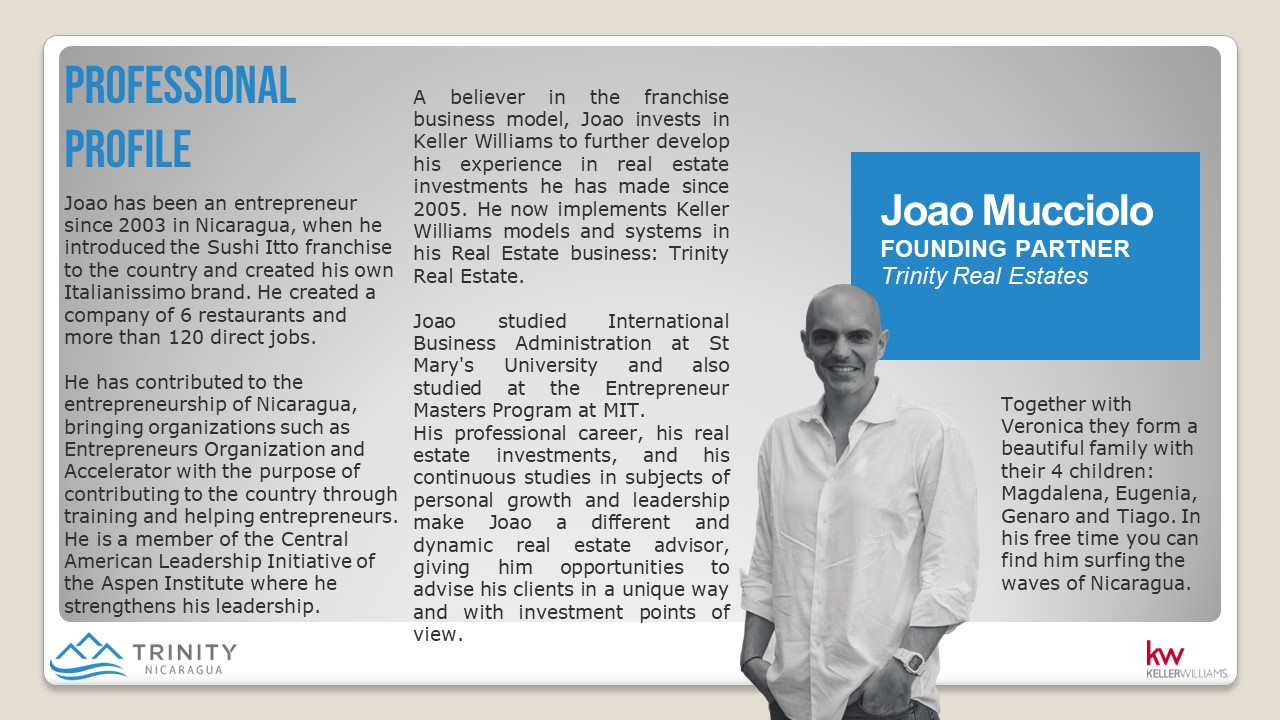 PROFESSIONAL
PROFILE
Joao has been an entrepreneur
since 2003 in Nicaragua, when he
introduced the Sushi Itto franchise
to the country and created his own
Italianissimo brand. He created a
company of 6 restaurants and
more than 120 direct jobs.
He has contributed to the
entrepreneurship of Nicaragua,
bringing organizations such as
Entrepreneurs Organization and
Accelerator with the purpose of
contributing to the country through
training and helping entrepreneurs.
He is a member of the Central
American Leadership Initiative of
the Aspen Institute where he
strengthens his leadership.
A believer in the franchise
business model, Joao invests in
Keller Williams to further develop
his experience in real estate
investments he has made since
2005. He now implements Keller
Williams models and systems in
his Real Estate business: Trinity
Real Estate.
Joao studied International
Business Administration at St
Mary's University and also
studied at the Entrepreneur
Masters Program at MIT.
His professional career, his real
estate investments, and his
continuous studies in subjects of
personal growth and leadership
make Joao a different and
dynamic real estate advisor,
giving him opportunities to
advise his clients in a unique way
and with investment points of
view.
Joao Mucciolo
FOUNDING PARTNER
Trinity Real Estates
Together with
Veronica they form a
beautiful family with
their 4 children:
Magdalena, Eugenia,
Genaro and Tiago. In
his free time you can
find him surfing the
waves of Nicaragua.
TRINITY
NICARAGUA
kw
KELLERWILLIAMS.